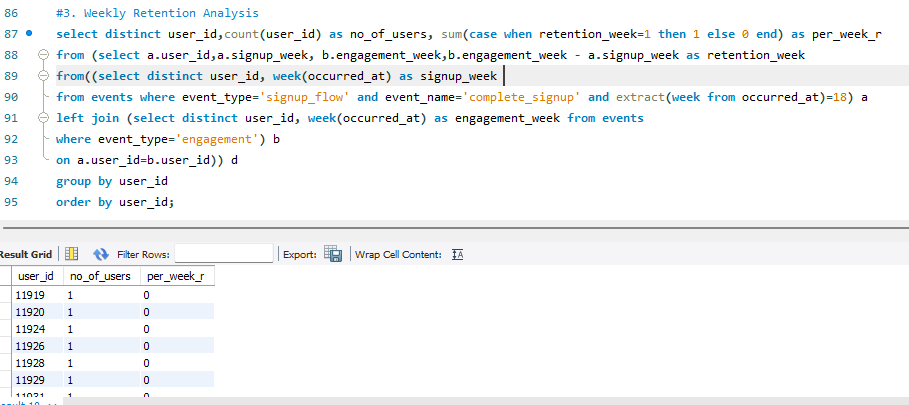 86 #3. Weekly Retention Analysis
87 select distinct user_id,count(user_id) as no_of_users, sum(case when retention_week=1 then 1 else 0 end) as per_week_r
88 from (select a.user_id,a.signup_week, b.engagement_week,b.engagement_week - a.signup_week as retention_week
89 from((select distinct user_id, week(occurred_at) as signup_week
90 from events where event_type='signup_flow' and event_name='complete_signup' and extract(week from occurred_at)=18) a
91 left join (select distinct user_id, week(occurred_at) as engagement_week from events
92 where event_type='engagement') b
93 on a.user_id=b.user_id)) d
94 group by user_id
95 order by user_id;
Result Grid Filter Rows: Export: Wrap Cell Content:
user_id no_of_users per_week_r
11919 1 0
11920 1 0
11924 1 0
11926 1 0
11928 1 0
11929 1 0
11931 1 0